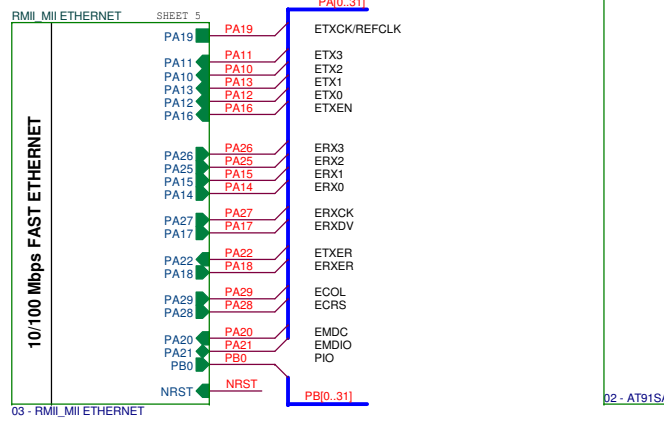 PA[0..31]
RMII_MII ETHERNET SHEET 5
PA19 PA19 ETXCK/REFCLK
PA11 PA11 ETX3
PA10 PA10 ETX2
PA13 PA13 ETX1
PA12 PA12 ETX0
PA16 PA16 ETXEN
10/100 Mbps FAST ETHERNET
PA26 PA26 ERX3
PA25 PA25 ERX2
PA15 PA15 ERX1
PA14 PA14 ERX0
PA27 PA27 ERXCK
PA17 PA17 ERXDV
PA22 PA22 ETXER
PA18 PA18 ERXER
PA29 PA29 ECOL
PA28 PA28 ECRS
PA20 PA20 EMDC
PA21 PA21 EMDIO
PB0 PB0 PIO
NRST NRST
PB[0..31]
02 - AT91SA
03 - RMII_MII ETHERNET